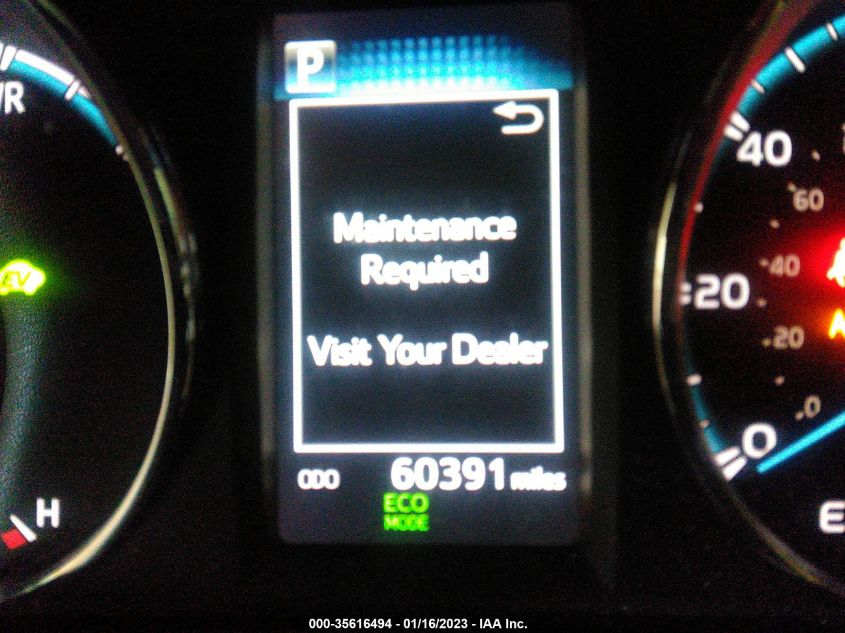 P
Maintenance
Required
Visit Your Dealer
ODO 60391 miles
ECO
MODE
EV
H
40
60
40
20
20
0
0
000-35616494 - 01/16/2023 - IAA Inc.